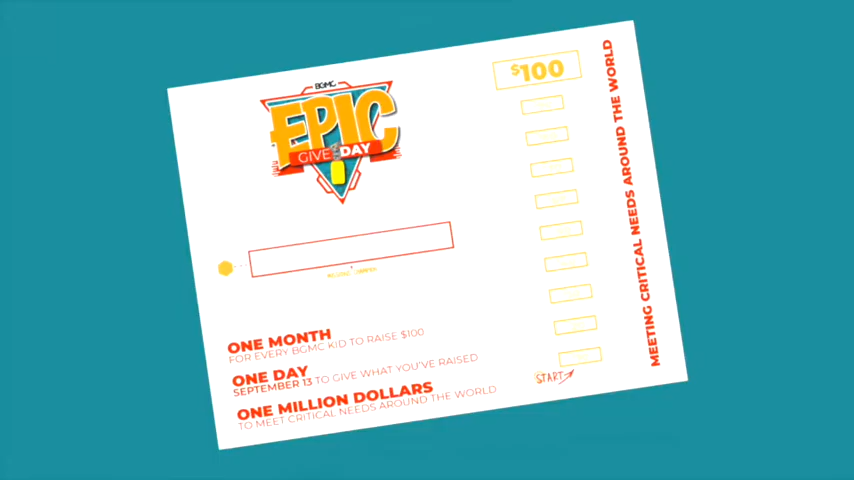 BGMC
EPIC
GIVE DAY
$100
MEETING CRITICAL NEEDS AROUND THE WORLD
ONE MONTH
FOR EVERY BGMC KID TO RAISE $100
ONE DAY
SEPTEMBER 13 TO GIVE WHAT YOU'VE RAISED
ONE MILLION DOLLARS
TO MEET CRITICAL NEEDS AROUND THE WORLD
START